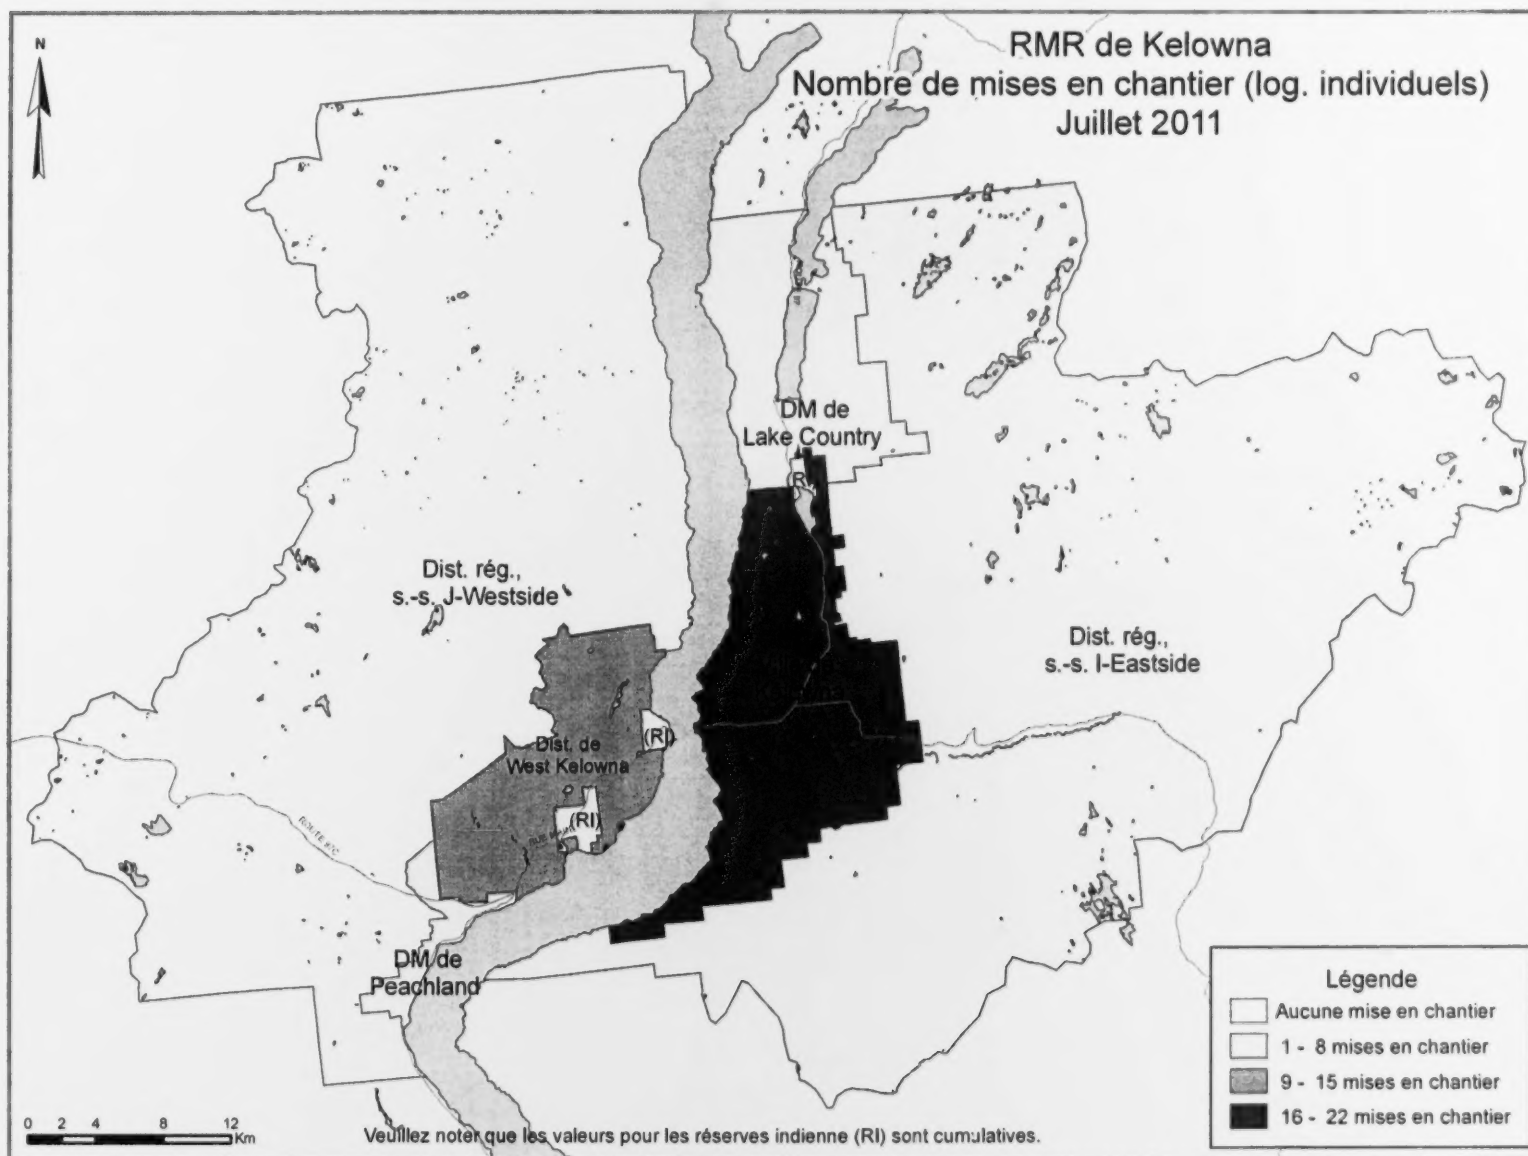 N
RMR de Kelowna
Nombre de mises en chantier (log. individuels)
Juillet 2011
DM de
Lake Country
(R
Dist. rég.,
s.-s. J-Westside
Dist. rég.,
s.-s. I-Eastside
Kelowna
(RI)
Dist. de
West Kelowna
(RI)
DM de
Peachland
Légende
Aucune mise en chantier
1 - 8 mises en chantier
9 - 15 mises en chantier
16 - 22 mises en chantier
0 2 4 8 12
Km
Veuillez noter que les valeurs pour les réserves indienne (RI) sont cumulatives.